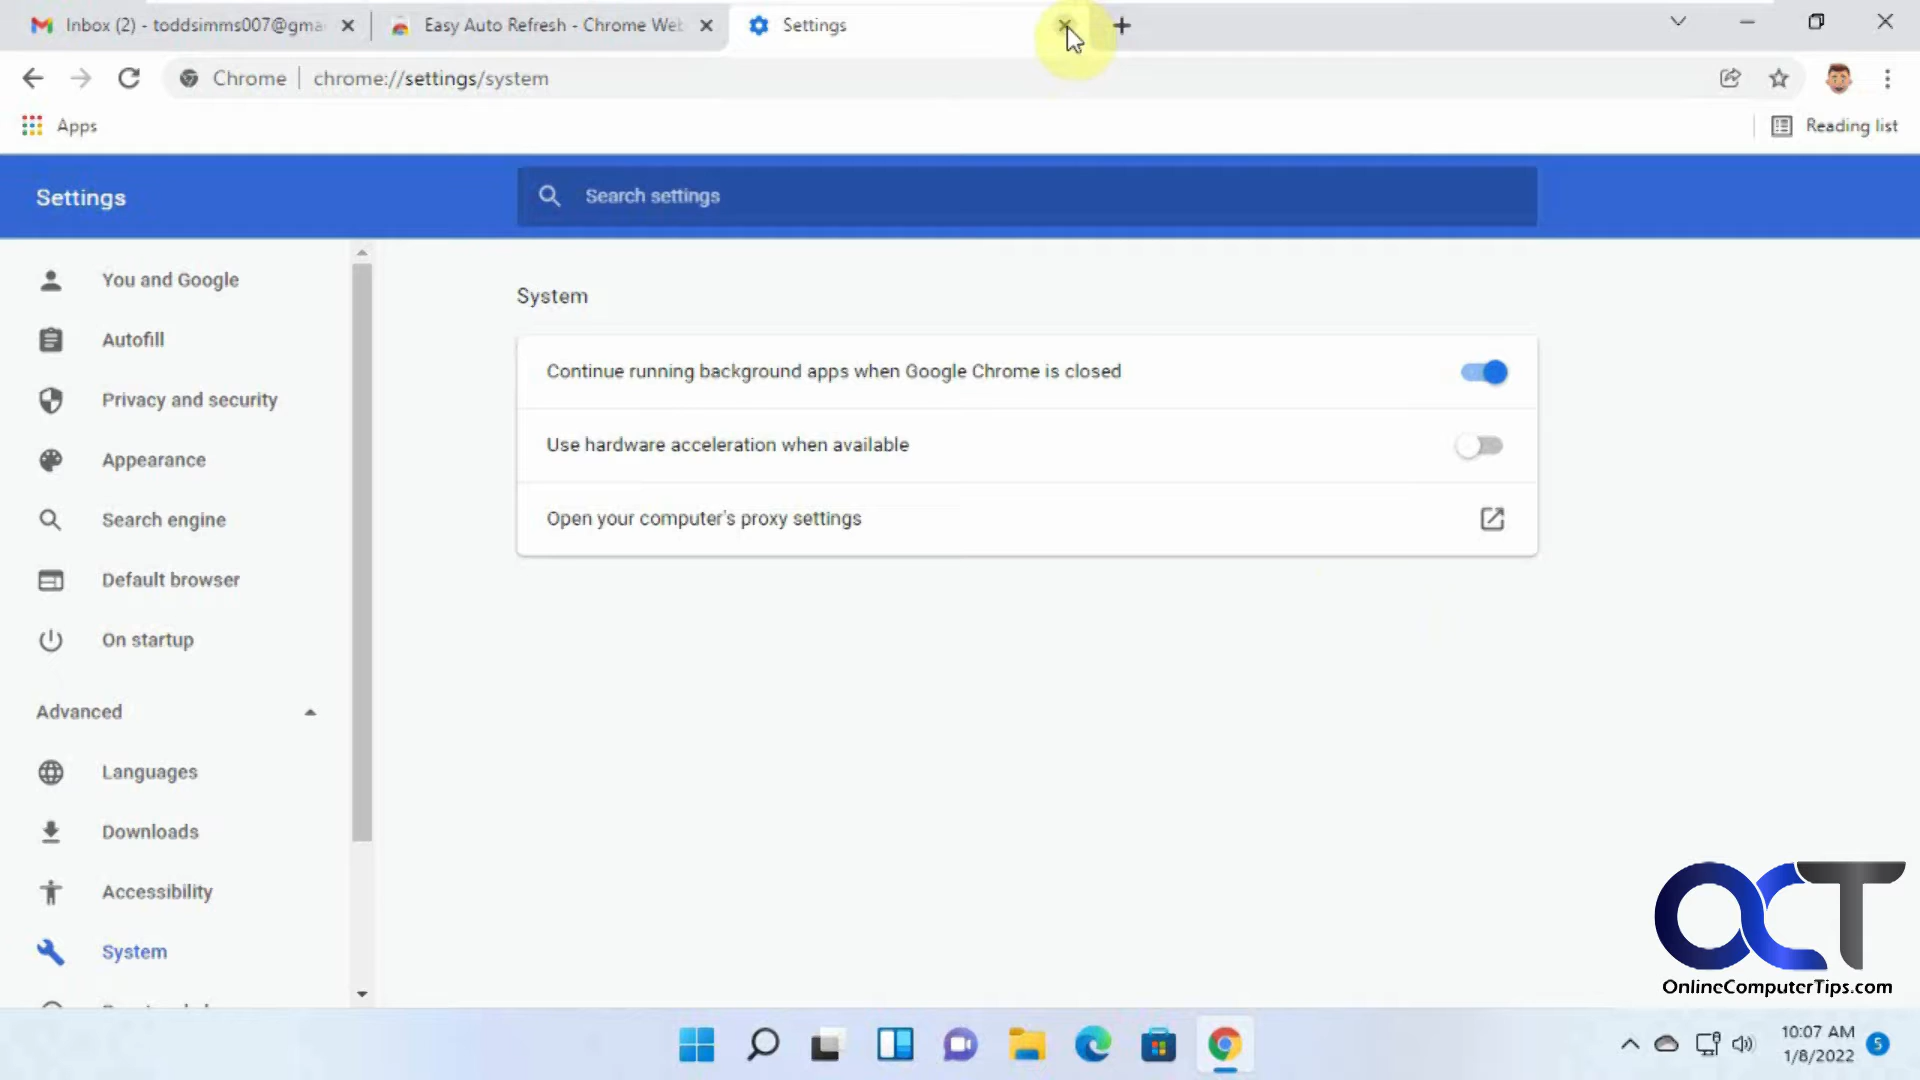 Inbox (2) - toddsimms007@gma
Easy Auto Refresh - Chrome Web
Settings
Chrome
chrome://settings/system
Apps
Reading list
Settings
Search settings
You and Google
Autofill
Privacy and security
Appearance
Search engine
Default browser
On startup
Advanced
Languages
Downloads
Accessibility
System
System
Continue running background apps when Google Chrome is closed
Use hardware acceleration when available
Open your computer's proxy settings
OCT
OnlineComputerTips.com
10:07 AM
1/8/2022
5